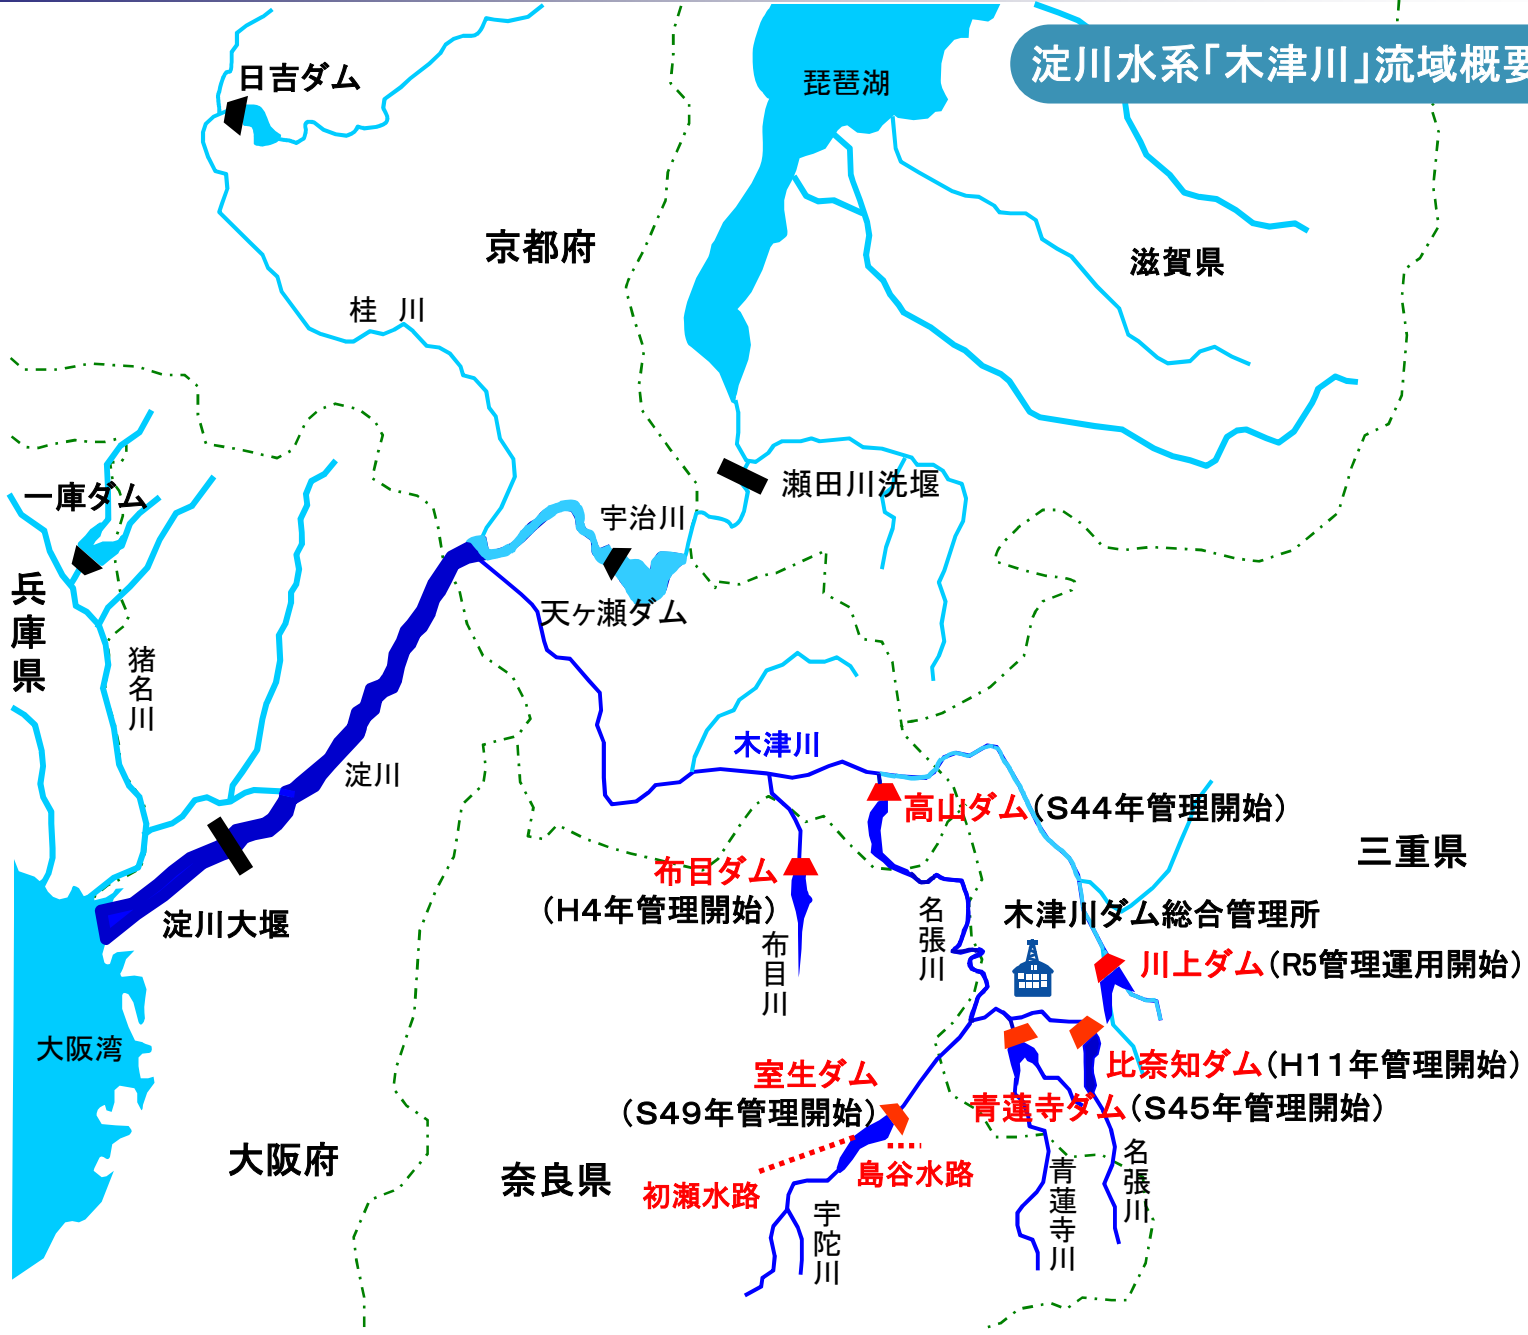 淀川水系「木津川」流域概要
日吉ダム
琵琶湖
京都府
滋賀県
桂 川
一庫ダム
瀬田川洗堰
宇治川
天ヶ瀬ダム
兵庫県
猪名川
木津川
淀川
高山ダム(S44年管理開始)
三重県
布目ダム
(H4年管理開始)
名張川
木津川ダム総合管理所
淀川大堰
布目川
川上ダム(R5管理運用開始)
大阪湾
室生ダム
(S49年管理開始)
比奈知ダム(H11年管理開始)
青蓮寺ダム(S45年管理開始)
大阪府
奈良県
初瀬水路
島谷水路
宇陀川
青蓮寺川
名張川